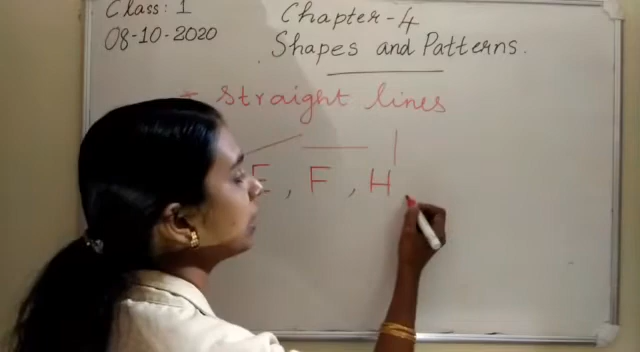 Class: 1
08-10-2020
Chapter-4
Shapes and Patterns.
- straight lines
E, F, H